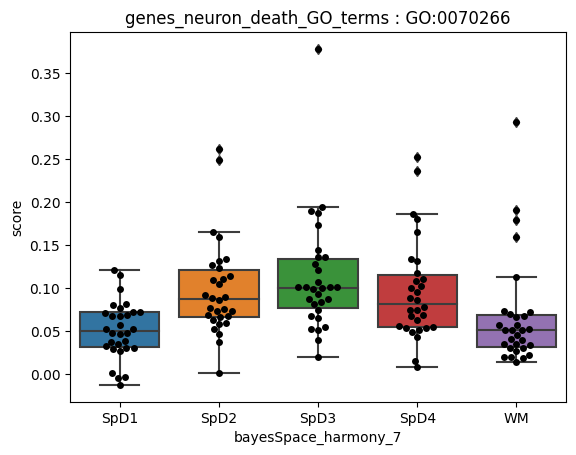 genes_neuron_death_GO_terms : GO:0070266
score
0.35
0.30
0.25
0.20
0.15
0.10
0.05
0.00
SpD1 SpD2 SpD3 SpD4 WM
bayesSpace_harmony_7